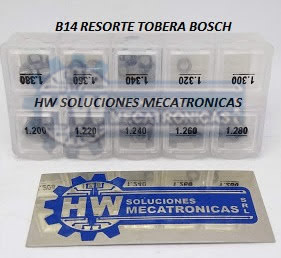 B14 RESORTE TOBERA BOSCH
1.380 1.360 1.340 1.320 1.300
HW SOLUCIONES MECATRONICAS
1.200 1.220 1.240 1.260 1.280
HW SOLUCIONES
MECATRONICAS SRL